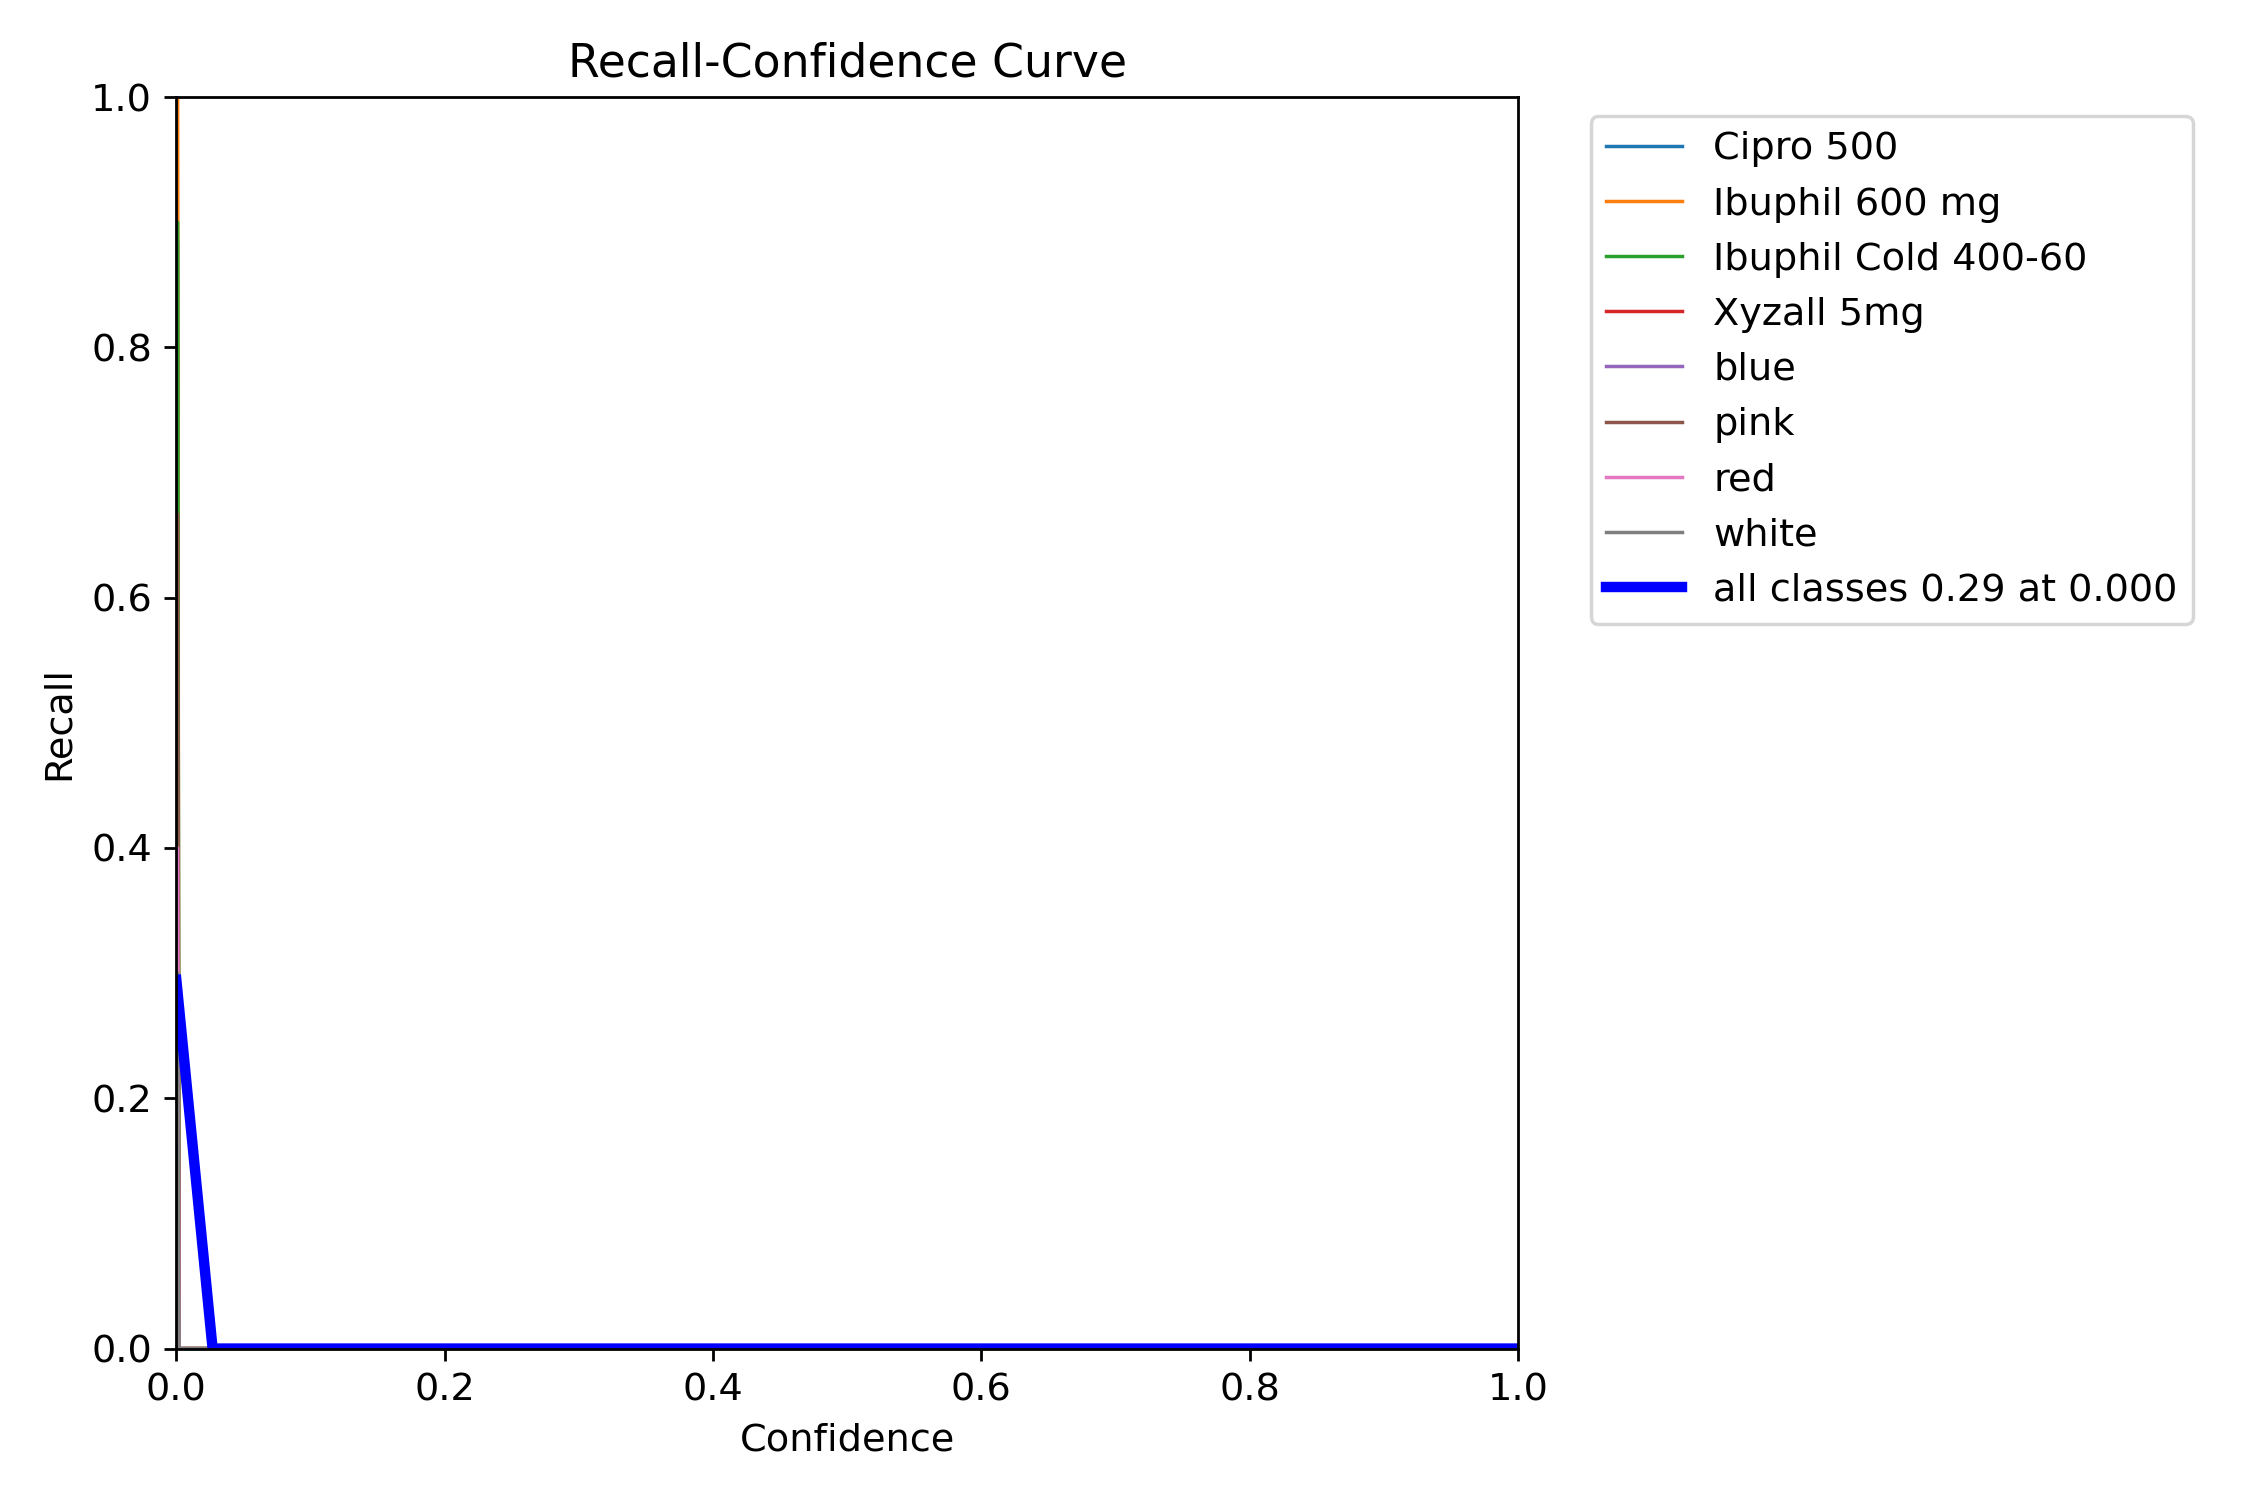 Recall-Confidence Curve
1.0
0.8
0.6
0.4
0.2
0.0
Recall
0.0 0.2 0.4 0.6 0.8 1.0
Confidence
Cipro 500
Ibuphil 600 mg
Ibuphil Cold 400-60
Xyzall 5mg
blue
pink
red
white
all classes 0.29 at 0.000